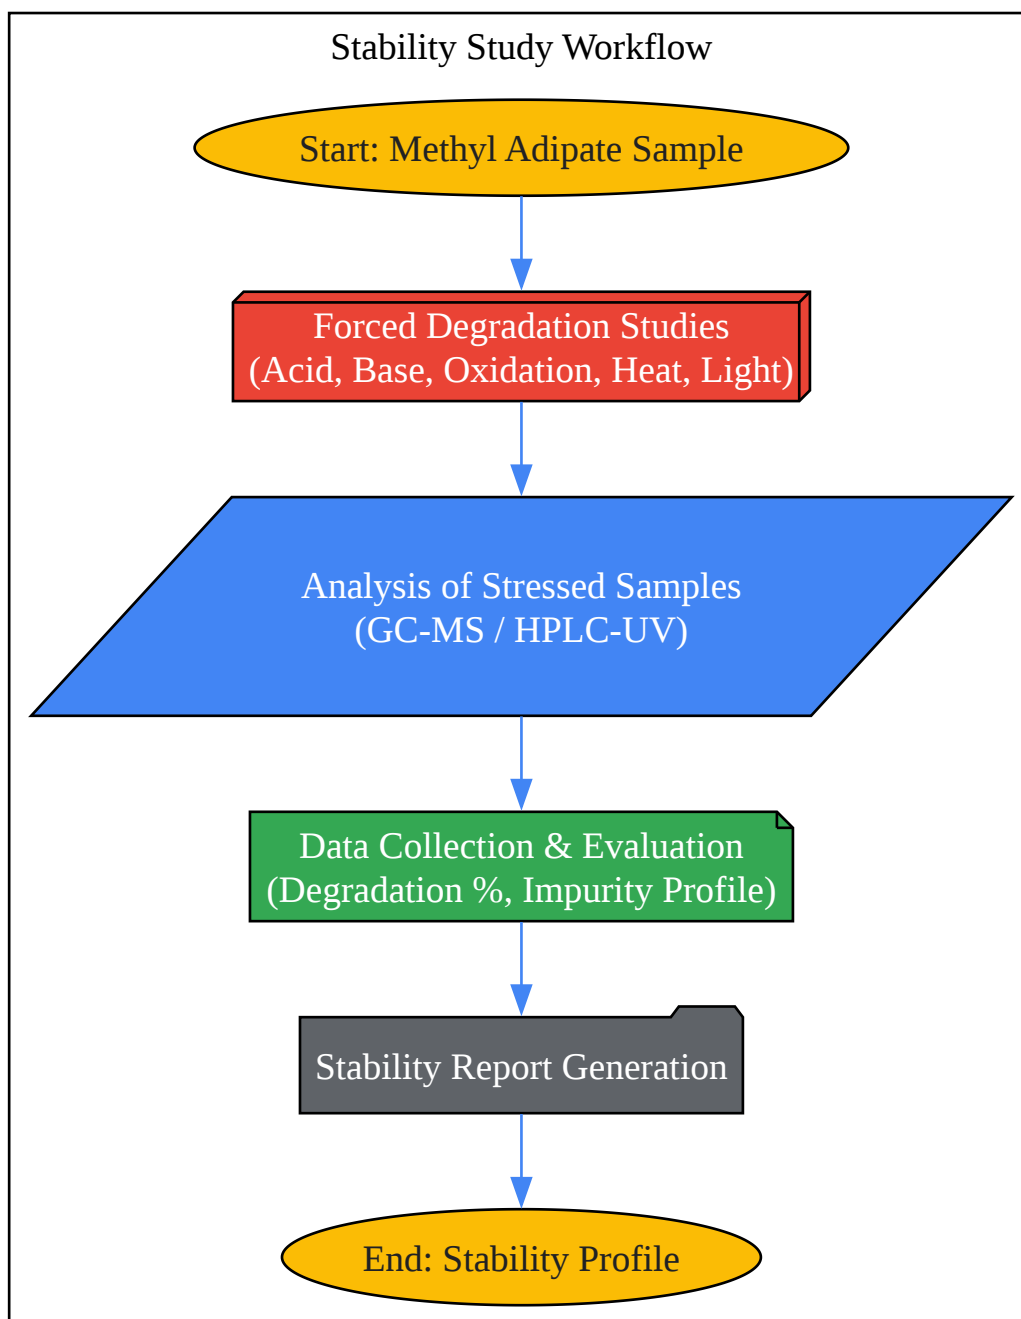 Stability Study Workflow
Start: Methyl Adipate Sample
Forced Degradation Studies
(Acid, Base, Oxidation, Heat, Light)
Analysis of Stressed Samples
(GC-MS / HPLC-UV)
Data Collection & Evaluation
(Degradation %, Impurity Profile)
Stability Report Generation
End: Stability Profile